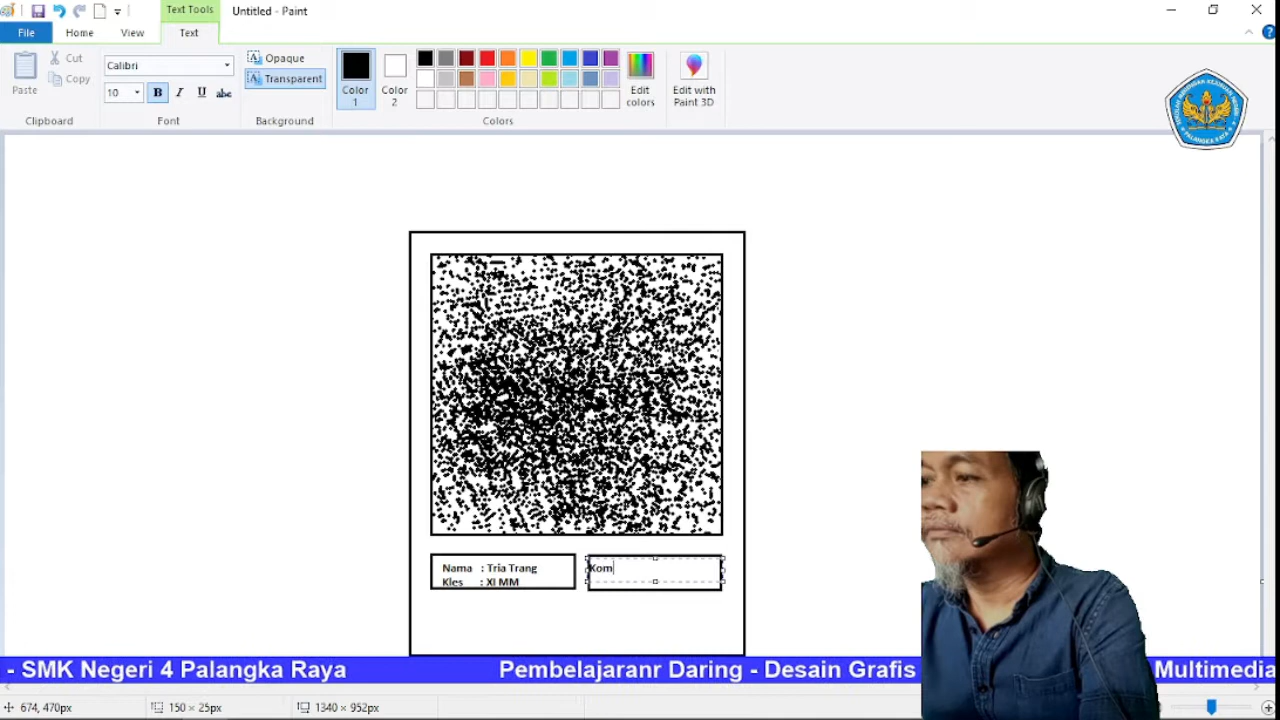 Text Tools
Untitled - Paint
File
Home
View
Text
Paste
Cut
Copy
Clipboard
Calibri
10
B
I
U
abc
Font
Opaque
Transparent
Background
Color
1
Color
2
Edit
colors
Edit with
Paint 3D
Colors
PALANGKA RAYA
Nama : Tria Trang
Kles : XI MM
Kom
- SMK Negeri 4 Palangka Raya
Pembelajaranr Daring - Desain Grafis
Multimedia
674, 470px
150 × 25px
1340 × 952px